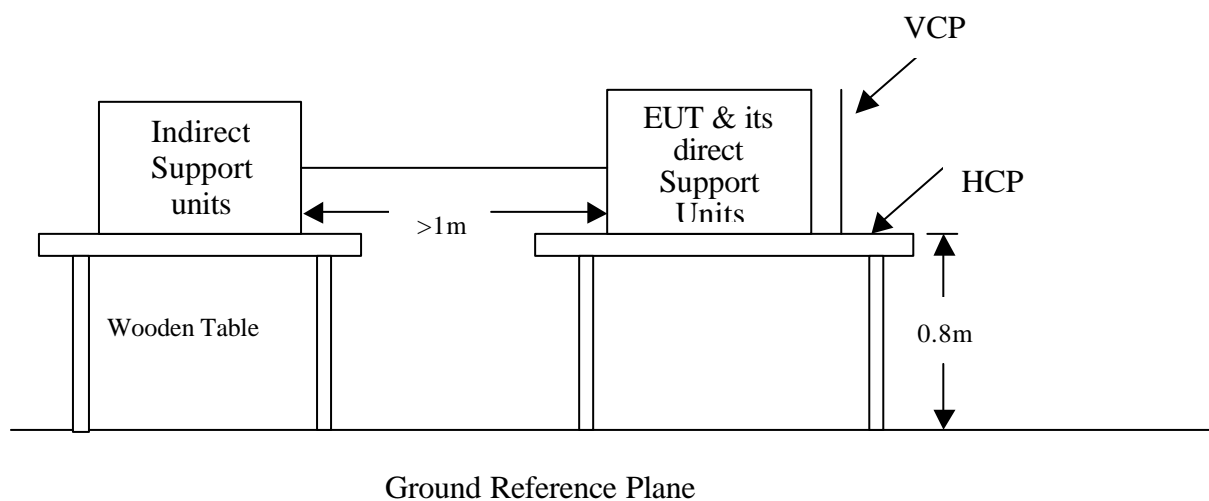 VCP
Indirect
Support
units
EUT & its
direct
Support
Units
HCP
>1m
Wooden Table
0.8m
Ground Reference Plane